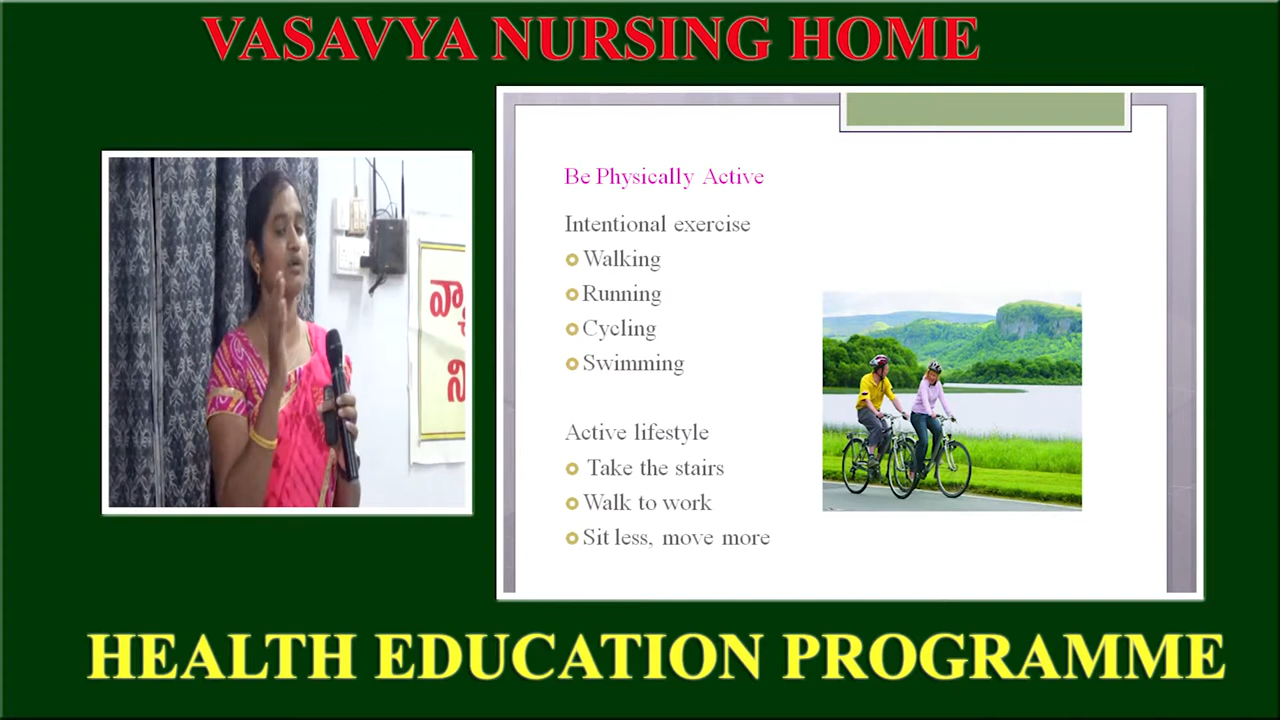 VASAVYA NURSING HOME
Be Physically Active
Intentional exercise
Walking
Running
Cycling
Swimming
Active lifestyle
Take the stairs
Walk to work
Sit less, move more
HEALTH EDUCATION PROGRAMME